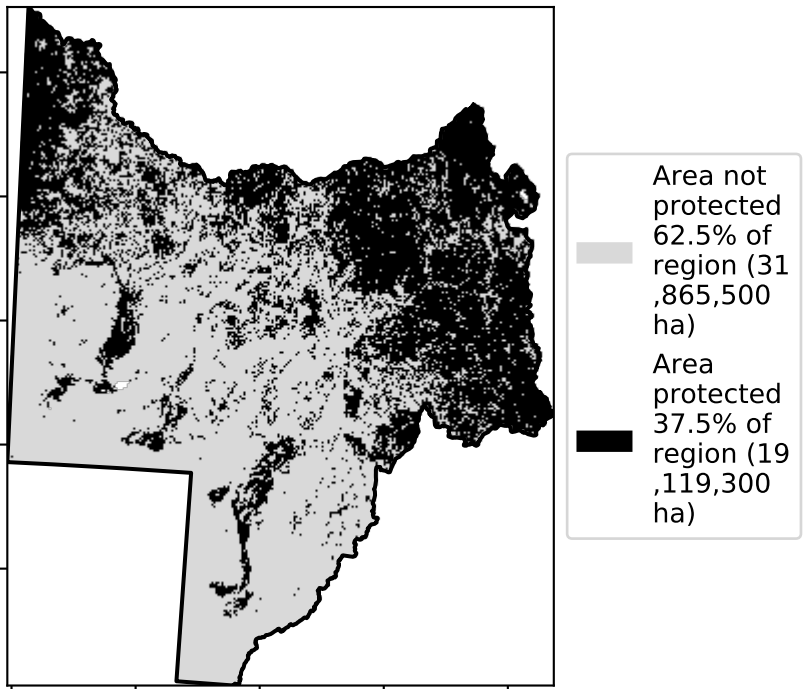 Area not
protected
62.5% of
region (31
,865,500
ha)
Area
protected
37.5% of
region (19
,119,300
ha)